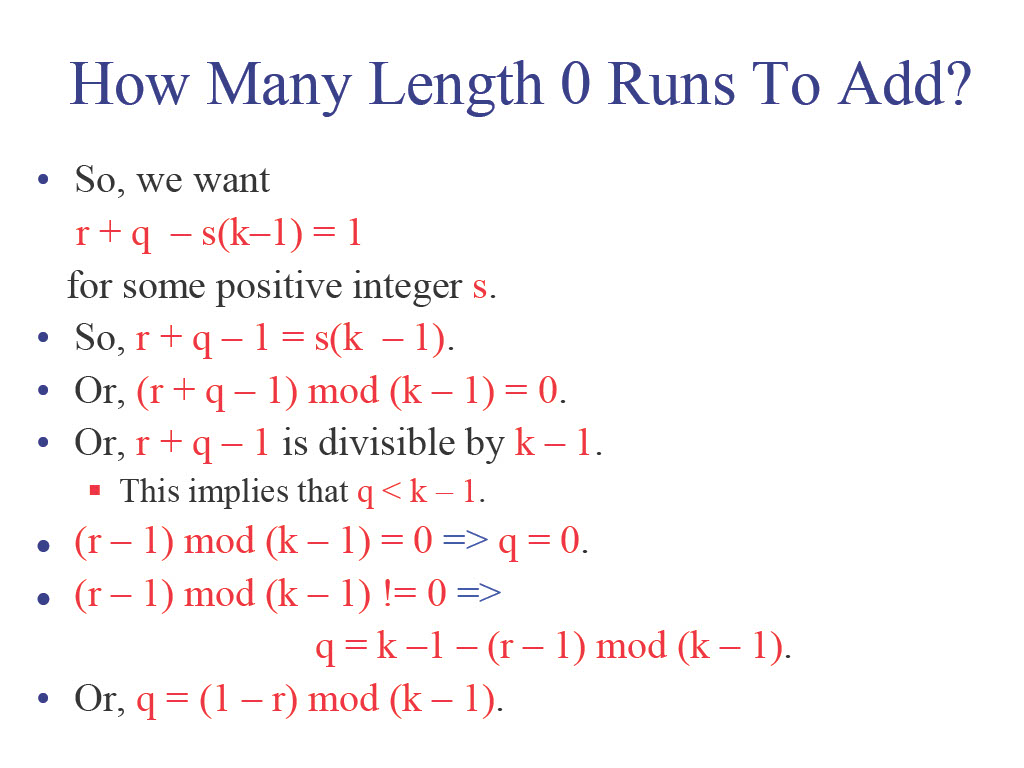 How Many Length 0 Runs To Add?
• So, we want
r + q – s(k–1) = 1
for some positive integer s.
• So, r + q – 1 = s(k – 1).
• Or, (r + q – 1) mod (k – 1) = 0.
• Or, r + q – 1 is divisible by k – 1.
▪ This implies that q < k – 1.
• (r – 1) mod (k – 1) = 0 => q = 0.
• (r – 1) mod (k – 1) != 0 =>
q = k –1 – (r – 1) mod (k – 1).
• Or, q = (1 – r) mod (k – 1).